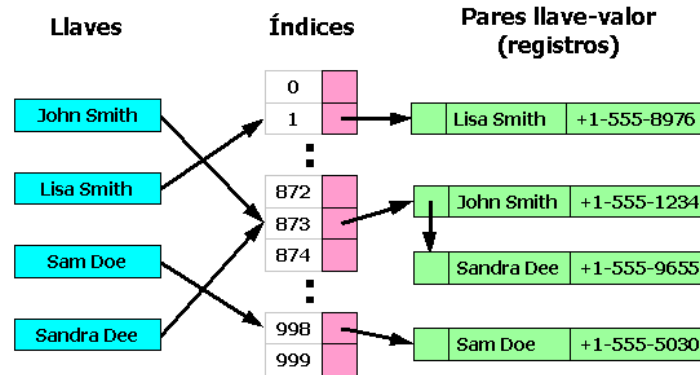 Llaves
Índices
Pares llave-valor
(registros)
John Smith
Lisa Smith
Sam Doe
Sandra Dee
0
1
872
873
874
998
999
Lisa Smith +1-555-8976
John Smith +1-555-1234
Sandra Dee +1-555-9655
Sam Doe +1-555-5030